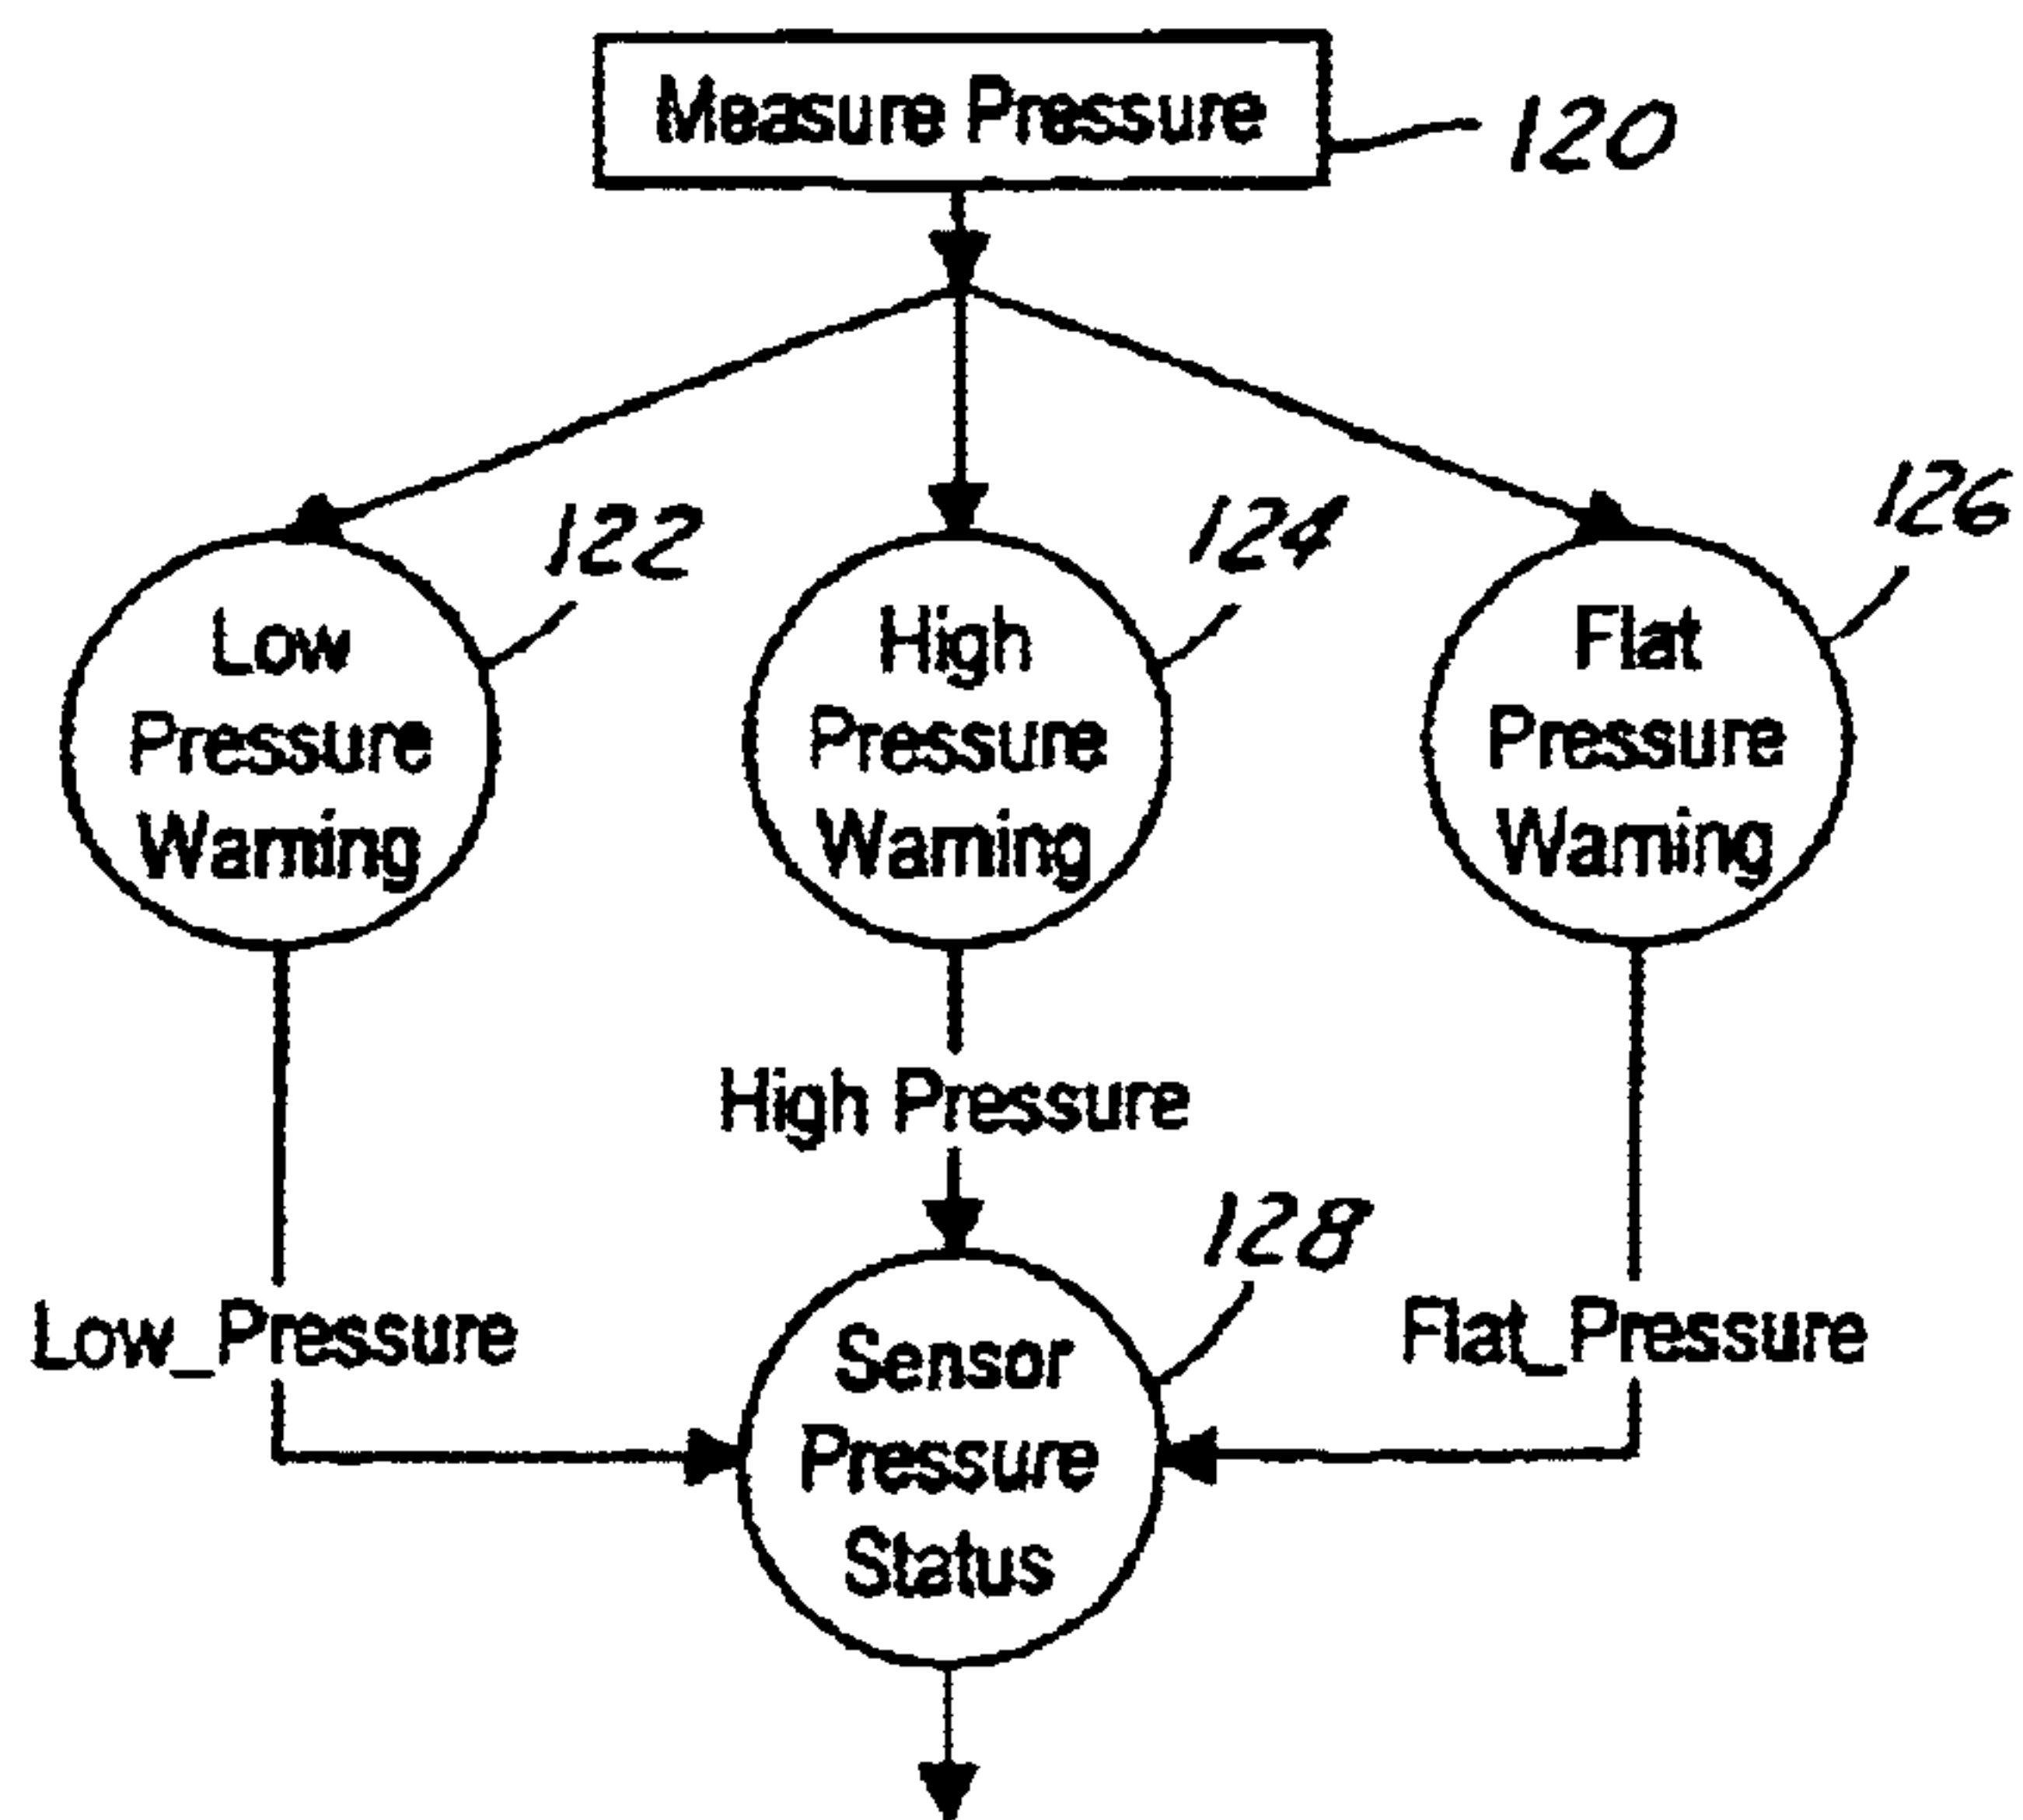 Measure Pressure
120
122
124
126
Low
Pressure
Warning
High
Pressure
Warning
Flat
Pressure
Warning
High Pressure
128
Low_Pressure
Sensor
Pressure
Status
Flat_Pressure